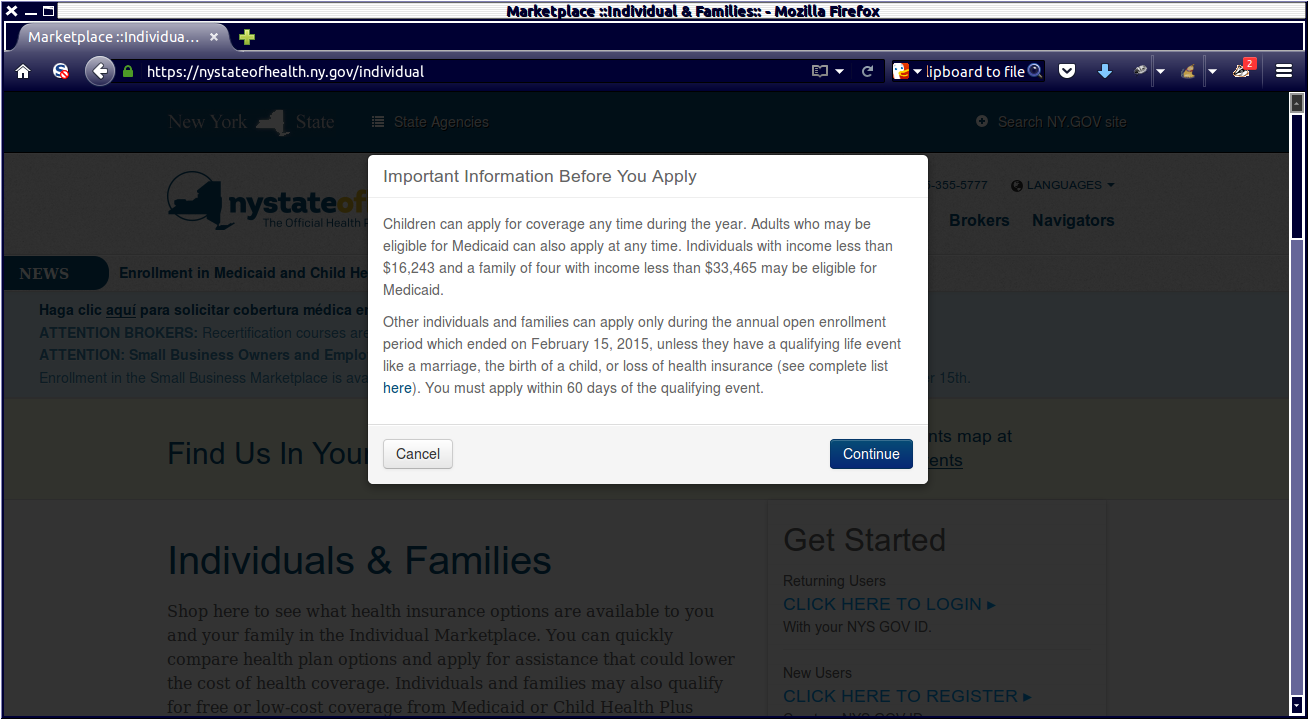 Marketplace ::Individual & Families:: - Mozilla Firefox
Marketplace ::Individua...
https://nystateofhealth.ny.gov/individual
lipboard to file
2
New York State
State Agencies
Search NY.GOV site
nystateof
The Official Health
-355-5777
LANGUAGES
Brokers
Navigators
NEWS
Enrollment in Medicaid and Child He
Haga clic aquí para solicitar cobertura médica en
ATTENTION BROKERS: Recertification courses are
ATTENTION: Small Business Owners and Emplo
Enrollment in the Small Business Marketplace is ava
r 15th.
Important Information Before You Apply
Children can apply for coverage any time during the year. Adults who may be
eligible for Medicaid can also apply at any time. Individuals with income less than
$16,243 and a family of four with income less than $33,465 may be eligible for
Medicaid.
Other individuals and families can apply only during the annual open enrollment
period which ended on February 15, 2015, unless they have a qualifying life event
like a marriage, the birth of a child, or loss of health insurance (see complete list
here). You must apply within 60 days of the qualifying event.
Cancel
Continue
Find Us In Your
nts map at
ents
Individuals & Families
Shop here to see what health insurance options are available to you
and your family in the Individual Marketplace. You can quickly
compare health plan options and apply for assistance that could lower
the cost of health coverage. Individuals and families may also qualify
for free or low-cost coverage from Medicaid or Child Health Plus
Get Started
Returning Users
CLICK HERE TO LOGIN ▸
With your NYS GOV ID.
New Users
CLICK HERE TO REGISTER ▸